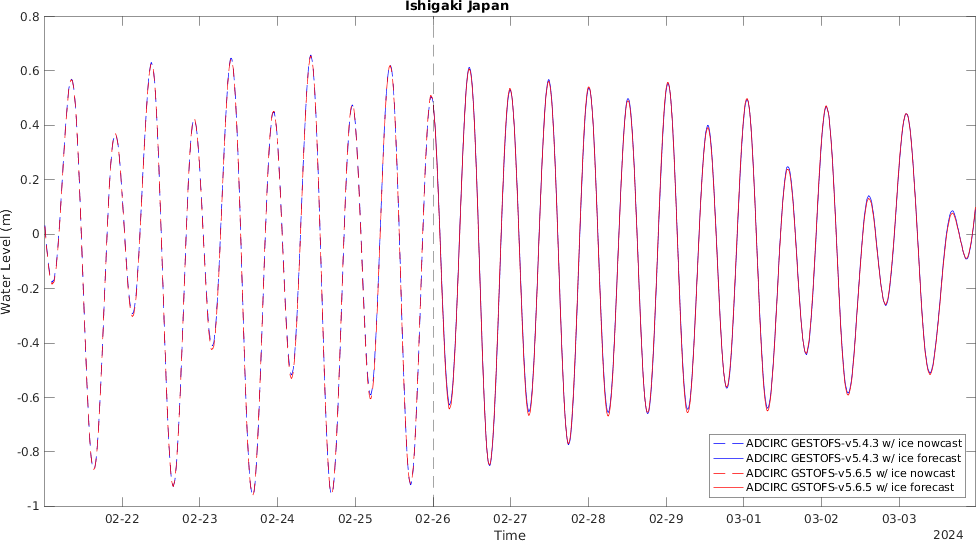 Ishigaki Japan
0.8
0.6
0.4
0.2
0
-0.2
-0.4
-0.6
-0.8
-1
Water Level (m)
ADCIRC GESTOFS-v5.4.3 w/ ice nowcast
ADCIRC GESTOFS-v5.4.3 w/ ice forecast
ADCIRC GSTOFS-v5.6.5 w/ ice nowcast
ADCIRC GSTOFS-v5.6.5 w/ ice forecast
02-22 02-23 02-24 02-25 02-26 02-27 02-28 02-29 03-01 03-02 03-03
Time
2024